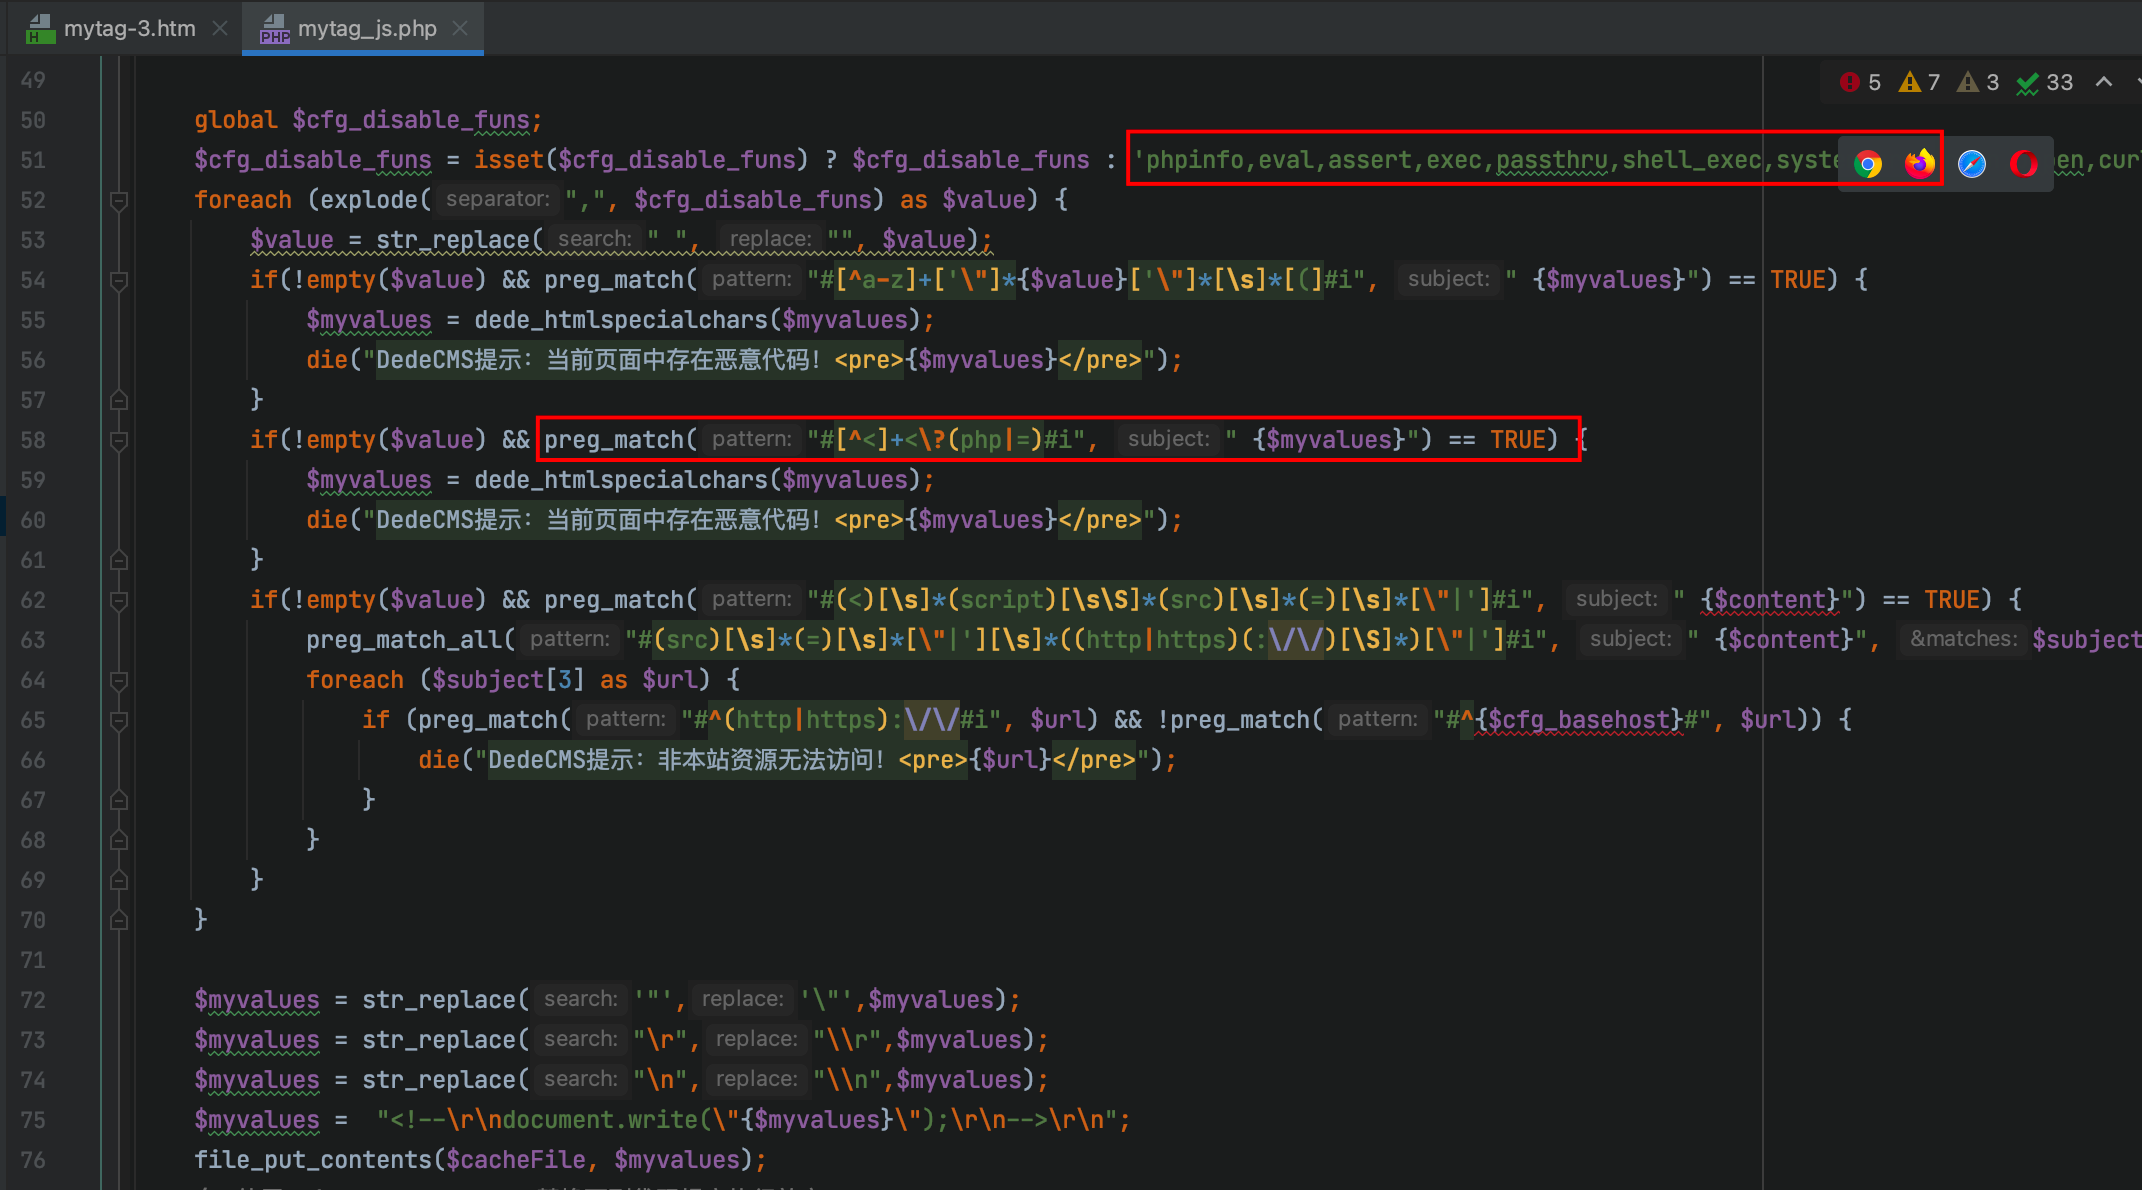 mytag-3.htm
mytag_js.php
5 7 3 33
49
50 global $cfg_disable_funs;
51 $cfg_disable_funs = isset($cfg_disable_funs) ? $cfg_disable_funs : 'phpinfo,eval,assert,exec,passthru,shell_exec,syste en,cur
52 foreach (explode( separator: ",", $cfg_disable_funs) as $value) {
53 $value = str_replace( search: " ", replace: "", $value);
54 if(!empty($value) && preg_match( pattern: "#[^a-z]+['\"]*{$value}['\"]*[\s]*[(]#i", subject: " {$myvalues}") == TRUE) {
55 $myvalues = dede_htmlspecialchars($myvalues);
56 die("DedeCMS提示：当前页面中存在恶意代码！<pre>{$myvalues}</pre>");
57 }
58 if(!empty($value) && preg_match( pattern: "#[^<]+<\?(php|=)#i", subject: " {$myvalues}") == TRUE) {
59 $myvalues = dede_htmlspecialchars($myvalues);
60 die("DedeCMS提示：当前页面中存在恶意代码！<pre>{$myvalues}</pre>");
61 }
62 if(!empty($value) && preg_match( pattern: "#(<)[\s]*(script)[\s\S]*(src)[\s]*(=)[\s]*[\"|']#i", subject: " {$content}") == TRUE) {
63 preg_match_all( pattern: "#(src)[\s]*(=)[\s]*[\"|'][\s]*((http|https)(:\/\/)[\S]*)[\"|']#i", subject: " {$content}", &matches: $subject
64 foreach ($subject[3] as $url) {
65 if (preg_match( pattern: "#^(http|https):\/\/#i", $url) && !preg_match( pattern: "#^{$cfg_basehost}#", $url)) {
66 die("DedeCMS提示：非本站资源无法访问！<pre>{$url}</pre>");
67 }
68 }
69 }
70 }
71
72 $myvalues = str_replace( search: '"', replace: '\"',$myvalues);
73 $myvalues = str_replace( search: "\r", replace: "\\r",$myvalues);
74 $myvalues = str_replace( search: "\n", replace: "\\n",$myvalues);
75 $myvalues = "<!--\r\ndocument.write(\"{$myvalues}\");\r\n-->\r\n";
76 file_put_contents($cacheFile, $myvalues);